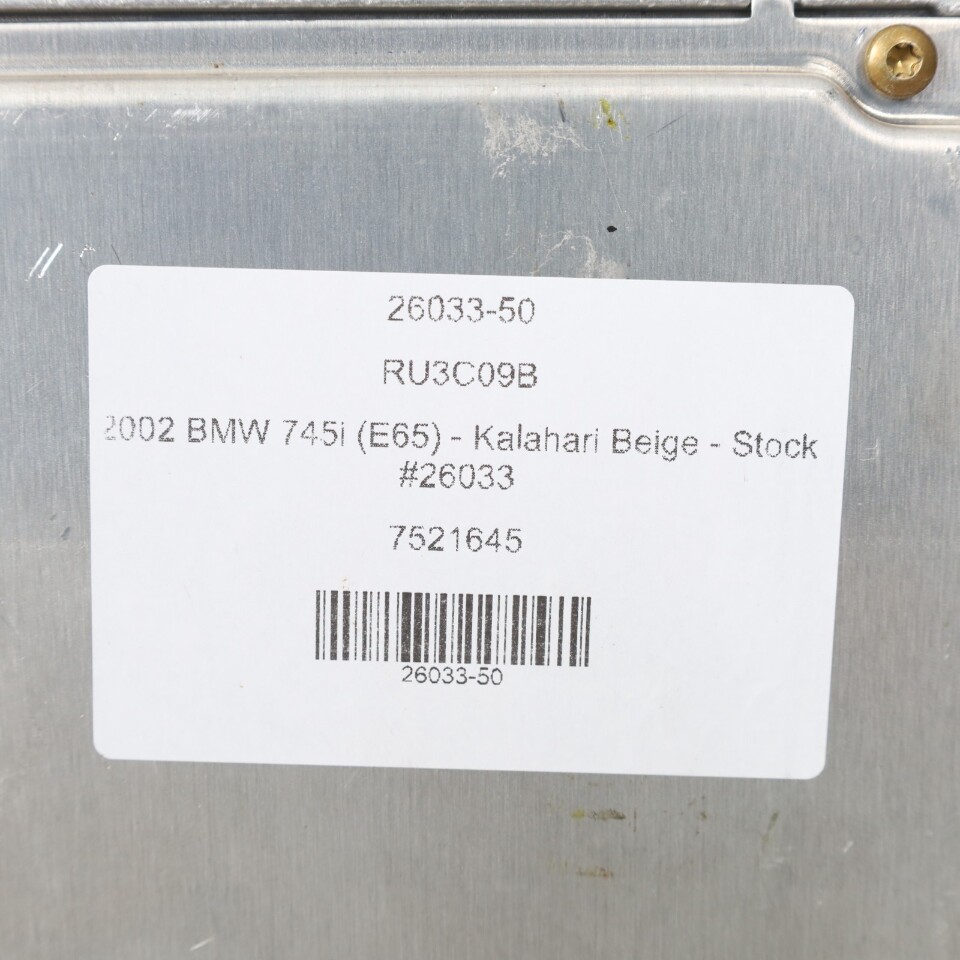 26033-50
RU3C09B
2002 BMW 745i (E65) - Kalahari Beige - Stock
#26033
7521645
26033-50